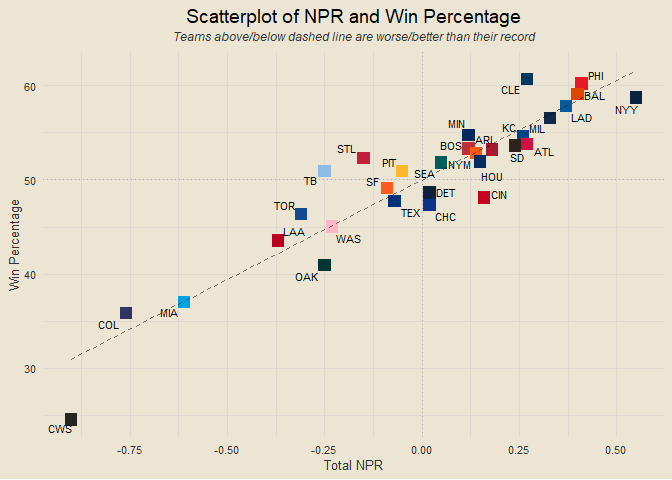 Scatterplot of NPR and Win Percentage
Teams above/below dashed line are worse/better than their record
Win Percentage
60
50
40
30
CLE
PHI
BAL
NYY
LAD
MIN
KC
MIL
BOS
ARI
SD
ATL
STL
PIT
NYM
HOU
TB
SF
SEA
DET
CIN
TOR
TEX
CHC
LAA
WAS
OAK
COL
MIA
CWS
-0.75
-0.50
-0.25
0.00
0.25
0.50
Total NPR